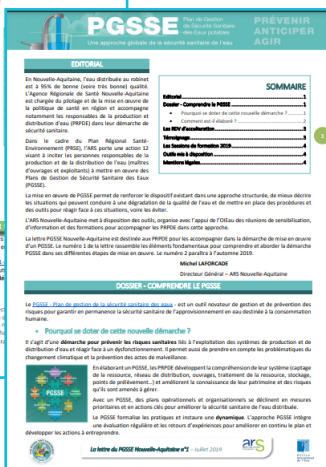 PGSSE
Plan de Gestion
de Sécurité Sanitaire
des Eaux potables
PRÉVENIR
ANTICIPER
AGIR
Une approche globale de la sécurité sanitaire de l'eau
EDITORIAL
En Nouvelle-Aquitaine, l'eau distribuée au robinet
est à 95% de bonne (voire très bonne) qualité.
L'Agence Régionale de Santé Nouvelle-Aquitaine
est chargée du pilotage et de la mise en œuvre de
la politique de santé en région et accompagne
notamment les responsables de la production et
distribution d'eau (PRPDE) dans leur démarche de
sécurité sanitaire.
Dans le cadre du Plan Régional Santé-
Environnement (PRSE), l'ARS porte une action 12
visant à inciter les personnes responsables de la
production et de la distribution de l'eau (maîtres
d'ouvrages et exploitants) à mettre en œuvre des
Plans de Gestion de Sécurité Sanitaire des Eaux
(PGSSE).
SOMMAIRE
Editorial 1
Dossier - Comprendre le PGSSE 1
• Pourquoi se doter de cette nouvelle démarche ? 1
• Comment est-il élaboré ? 2
Les RDV d'acculturation 3
Témoignage 3
Les Sessions de formation 2019 4
Outils mis à disposition 4
Mentions légales 4
La mise en œuvre de PGSSE permet de renforcer le dispositif existant dans une approche structurée, de mieux décrire
les situations qui peuvent conduire à une dégradation de la qualité de l'eau et de mettre en place des procédures et
des outils pour réagir face à ces situations, voire les éviter.
L'ARS Nouvelle-Aquitaine met à disposition des outils, organise avec l'appui de l'OIEau des réunions de sensibilisation,
d'information et des formations pour accompagner les PRPDE dans cette approche.
La lettre PGSSE Nouvelle-Aquitaine est destinée aux PRPDE pour les accompagner dans la démarche de mise en œuvre
d'un PGSSE. Le numéro 1 de la lettre rassemble les éléments fondamentaux pour comprendre et aborder la démarche
PGSSE dans ses différentes étapes de mise en œuvre. Le numéro 2 paraîtra à l'automne 2019.
Michel LAFORCADE
Directeur Général – ARS Nouvelle-Aquitaine
DOSSIER - COMPRENDRE LE PGSSE
Le PGSSE - Plan de gestion de la sécurité sanitaire des eaux - est un outil novateur de gestion et de prévention des
risques pour garantir en permanence la sécurité sanitaire de l'approvisionnement en eau destinée à la consommation
humaine.
• Pourquoi se doter de cette nouvelle démarche ?
Il s'agit d'une démarche pour prévenir les risques sanitaires liés à l'exploitation des systèmes de production et de
distribution d'eau et réagir face à un dysfonctionnement. Il permet aussi de prendre en compte les problématiques du
changement climatique et la prévention des actes de malveillance.
PGSSE
En élaborant un PGSSE, les PRPDE développent la compréhension de leur système (captage
de la ressource, réseau de distribution, ouvrages, traitement de la ressource, stockage,
points de prélèvement...) et améliorent la connaissance de leur patrimoine et des risques
qu'ils sont amenés à gérer.
Avec un PGSSE, des plans opérationnels et organisationnels se déclinent en mesures
prioritaires et en actions clés pour améliorer la sécurité sanitaire de l'eau distribuée.
Le PGSSE formalise les pratiques et instaure une dynamique. L'approche PGSSE intègre
une évaluation régulière et les retours d'expériences pour améliorer en continu le plan et
développer les actions à entreprendre.
La lettre du PGSSE Nouvelle-Aquitaine n°1 – Juillet 2019
ars
1